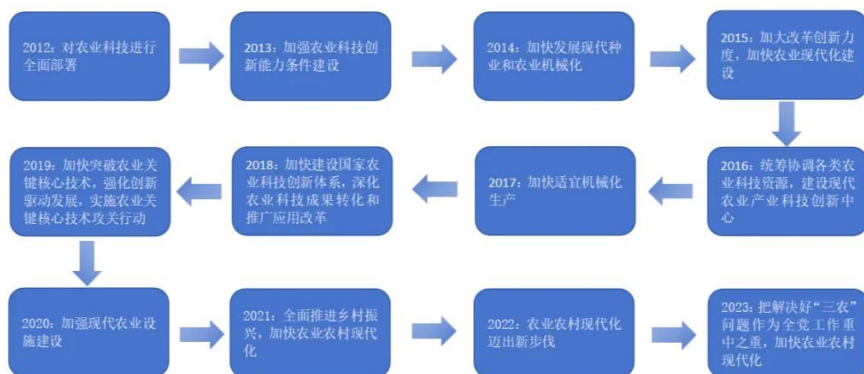 2012：对农业科技进行
全面部署
2013：加强农业科技创
新能力条件建设
2014：加快发展现代种
业和农业机械化
2015：加大改革创新力
度，加快农业现代化建
设
2016：统筹协调各类农
业科技资源，建设现代
农业产业科技创新中
心
2017：加快适宜机械化
生产
2018：加快建设国家农
业科技创新体系，深化
农业科技成果转化和
推广应用改革
2019：加快突破农业关
键核心技术，强化创新
驱动发展，实施农业关
键核心技术攻关行动
2020：加强现代农业设
施建设
2021：全面推进乡村振
兴，加快农业农村现代
化
2022：农业农村现代化
迈出新步伐
2023：把解决好“三农”
问题作为全党工作重
中之重，加快农业农村
现代化